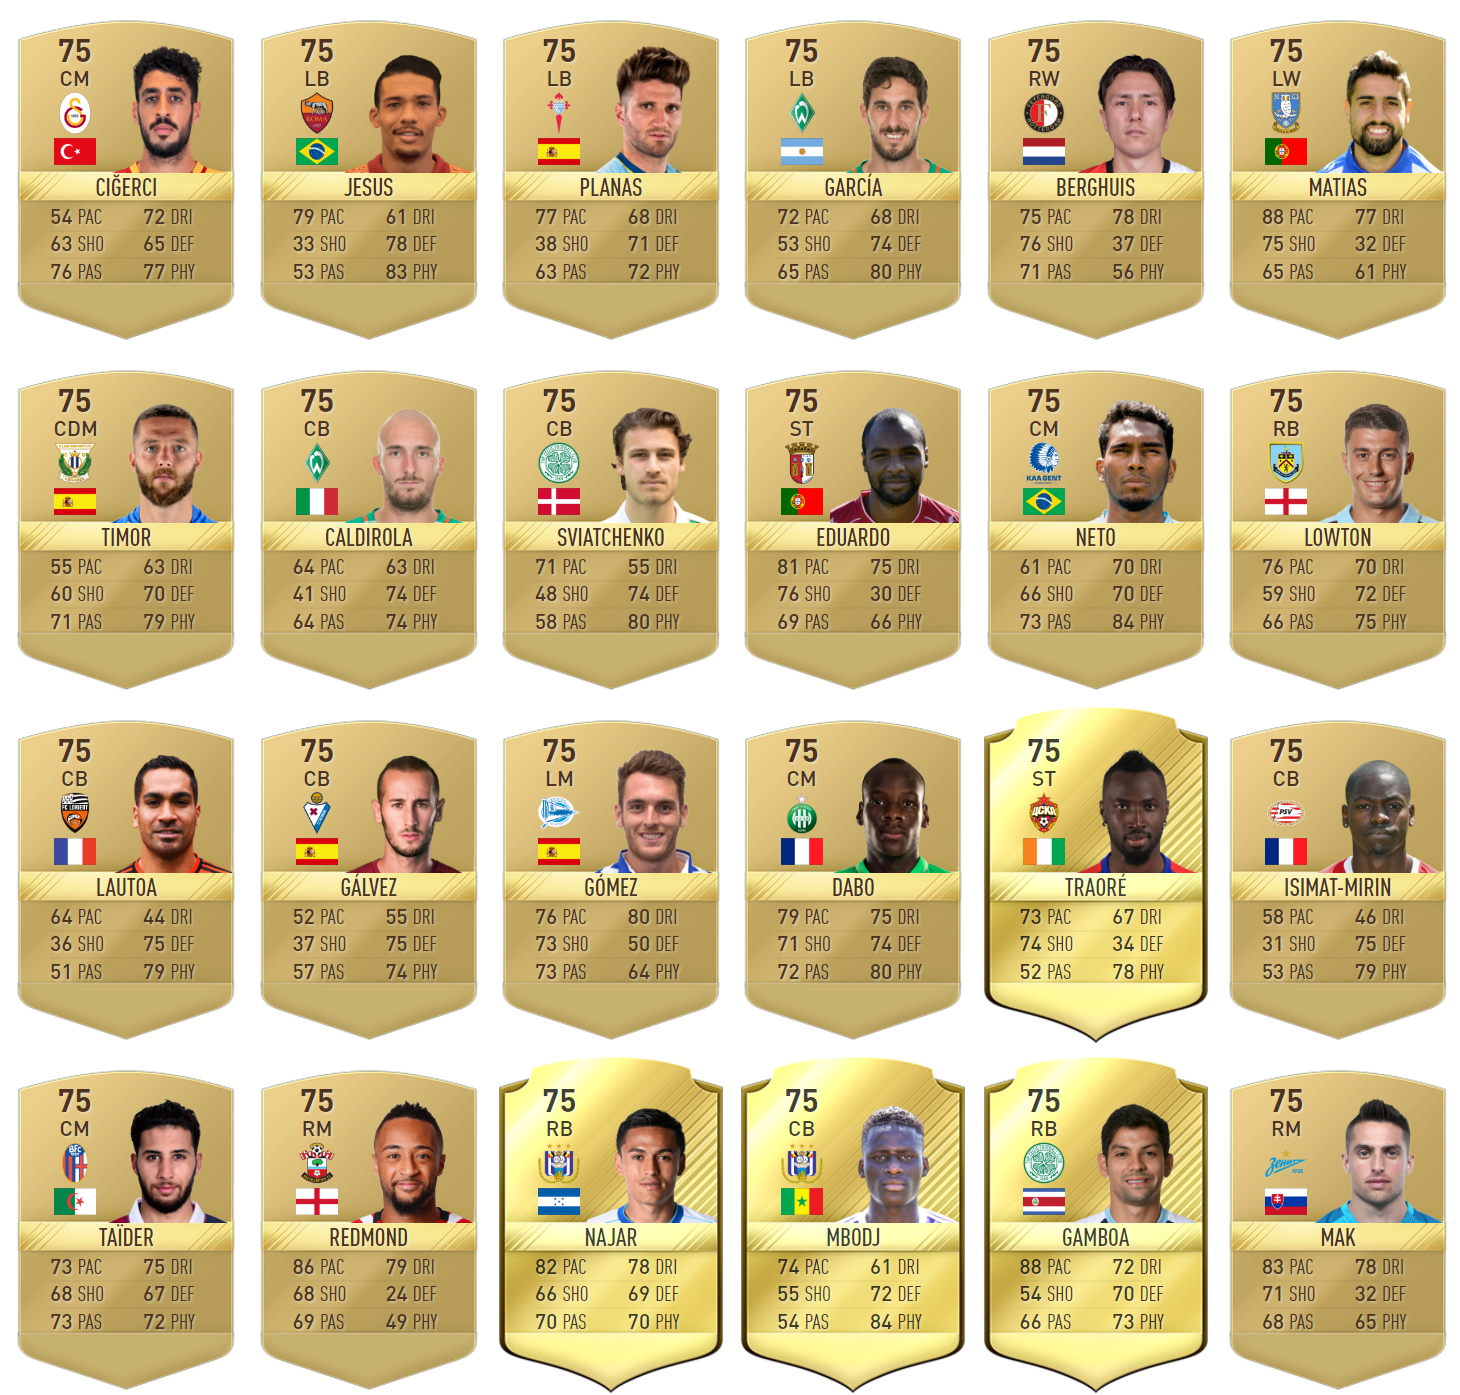 75 75 75 75 75 75
CM LB LB LB RW LW
ROMA
CIĞERCI JESUS PLANAS GARCÍA BERGHUIS MATIAS
54 PAC 72 DRI 79 PAC 61 DRI 77 PAC 68 DRI 72 PAC 68 DRI 75 PAC 78 DRI 88 PAC 77 DRI
63 SHO 65 DEF 33 SHO 78 DEF 38 SHO 71 DEF 53 SHO 74 DEF 76 SHO 37 DEF 75 SHO 32 DEF
76 PAS 77 PHY 53 PAS 83 PHY 63 PAS 72 PHY 65 PAS 80 PHY 71 PAS 56 PHY 65 PAS 61 PHY
75 75 75 75 75 75
CDM CB CB ST CM RB
KAA GENT
TIMOR CALDIROLA SVIATCHENKO EDUARDO NETO LOWTON
55 PAC 63 DRI 64 PAC 63 DRI 71 PAC 55 DRI 81 PAC 75 DRI 61 PAC 70 DRI 76 PAC 70 DRI
60 SHO 70 DEF 41 SHO 74 DEF 48 SHO 74 DEF 76 SHO 30 DEF 66 SHO 70 DEF 59 SHO 72 DEF
71 PAS 79 PHY 64 PAS 74 PHY 58 PAS 80 PHY 69 PAS 66 PHY 73 PAS 84 PHY 66 PAS 75 PHY
75 75 75 75 75 75
CB CB LM CM ST CB
FC LORIENT ЦСКА PSV
LAUTOA GÁLVEZ GÓMEZ DABO TRAORÉ ISIMAT-MIRIN
64 PAC 44 DRI 52 PAC 55 DRI 76 PAC 80 DRI 79 PAC 75 DRI 73 PAC 67 DRI 58 PAC 46 DRI
36 SHO 75 DEF 37 SHO 75 DEF 73 SHO 50 DEF 71 SHO 74 DEF 74 SHO 34 DEF 31 SHO 75 DEF
51 PAS 79 PHY 57 PAS 74 PHY 73 PAS 64 PHY 72 PAS 80 PHY 52 PAS 78 PHY 53 PAS 79 PHY
75 75 75 75 75 75
CM RM RB CB RB RM
TAÏDER REDMOND NAJAR MBODJ GAMBOA MAK
73 PAC 75 DRI 86 PAC 79 DRI 82 PAC 78 DRI 74 PAC 61 DRI 88 PAC 72 DRI 83 PAC 78 DRI
68 SHO 67 DEF 68 SHO 24 DEF 66 SHO 69 DEF 55 SHO 72 DEF 54 SHO 70 DEF 71 SHO 32 DEF
73 PAS 72 PHY 69 PAS 49 PHY 70 PAS 70 PHY 54 PAS 84 PHY 66 PAS 73 PHY 68 PAS 65 PHY